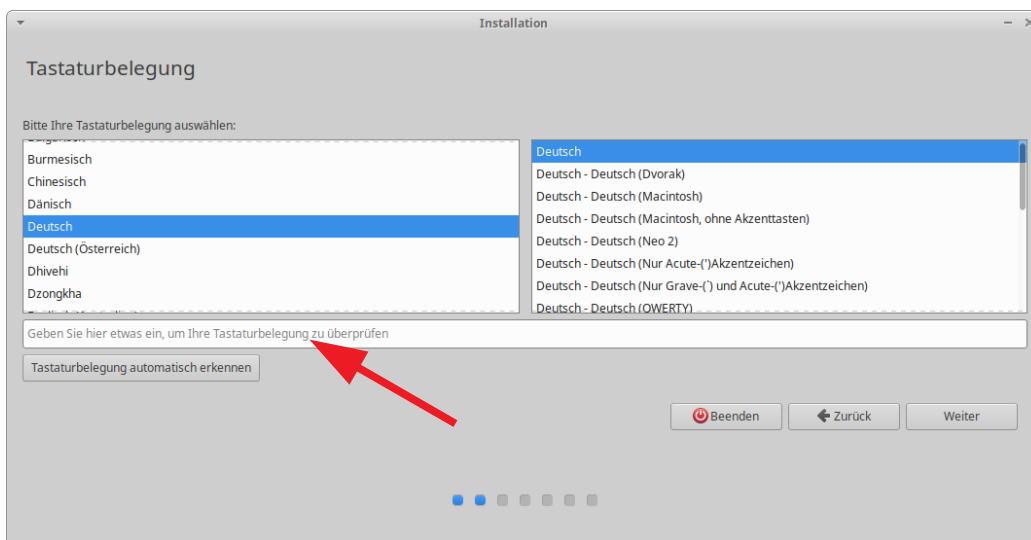 Installation
Tastaturbelegung
Bitte Ihre Tastaturbelegung auswählen:
Burmesisch
Chinesisch
Dänisch
Deutsch
Deutsch (Österreich)
Dhivehi
Dzongkha
Deutsch
Deutsch - Deutsch (Dvorak)
Deutsch - Deutsch (Macintosh)
Deutsch - Deutsch (Macintosh, ohne Akzenttasten)
Deutsch - Deutsch (Neo 2)
Deutsch - Deutsch (Nur Acute-(')Akzentzeichen)
Deutsch - Deutsch (Nur Grave-(`) und Acute-(')Akzentzeichen)
Deutsch - Deutsch (QWERTY)
Geben Sie hier etwas ein, um Ihre Tastaturbelegung zu überprüfen
Tastaturbelegung automatisch erkennen
Beenden
Zurück
Weiter